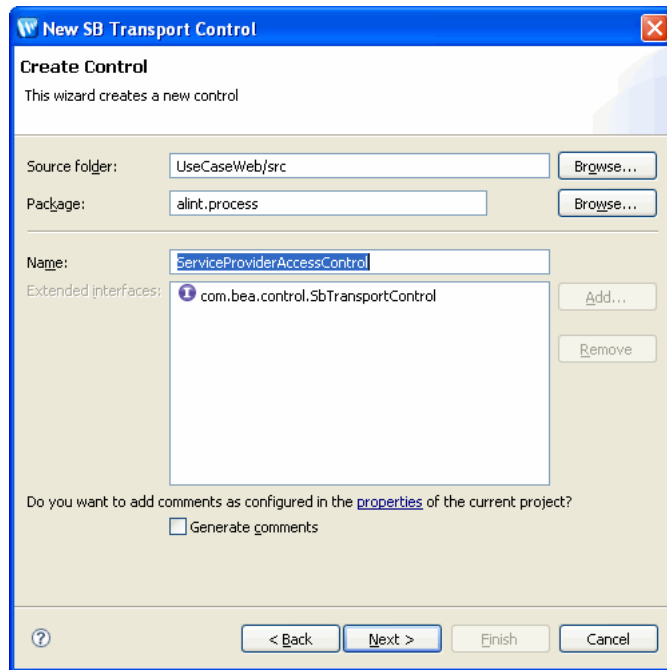 New SB Transport Control
Create Control
This wizard creates a new control
Source folder: UseCaseWeb/src Browse...
Package: alint.process Browse...
Name: ServiceProviderAccessControl
Extended interfaces: com.bea.control.SbTransportControl Add...
Remove
Do you want to add comments as configured in the properties of the current project?
Generate comments
? < Back Next > Finish Cancel